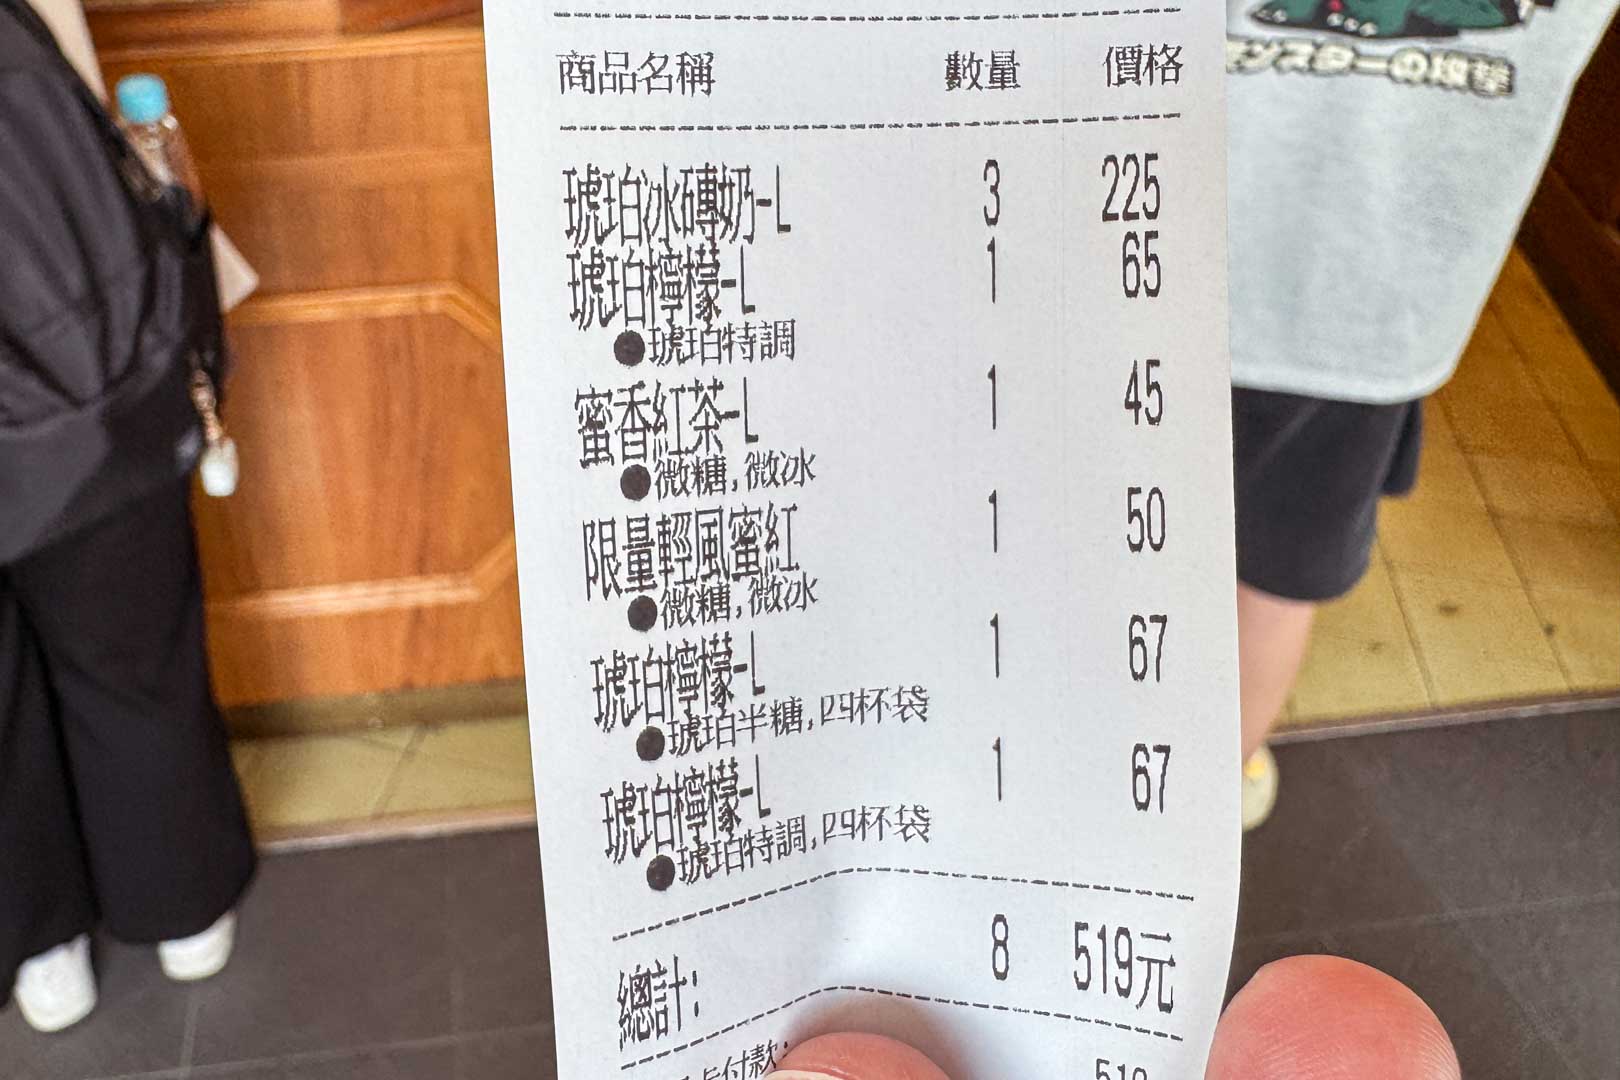 商品名稱 數量 價格
琥珀冰磚奶-L 3 225
琥珀檸檬-L 1 65
●琥珀特調
蜜香紅茶-L 1 45
●微糖,微冰
限量輕風蜜紅 1 50
●微糖,微冰
琥珀檸檬-L 1 67
●琥珀半糖,四杯袋
琥珀檸檬-L 1 67
●琥珀特調,四杯袋
總計: 8 519元
卡付款: 519